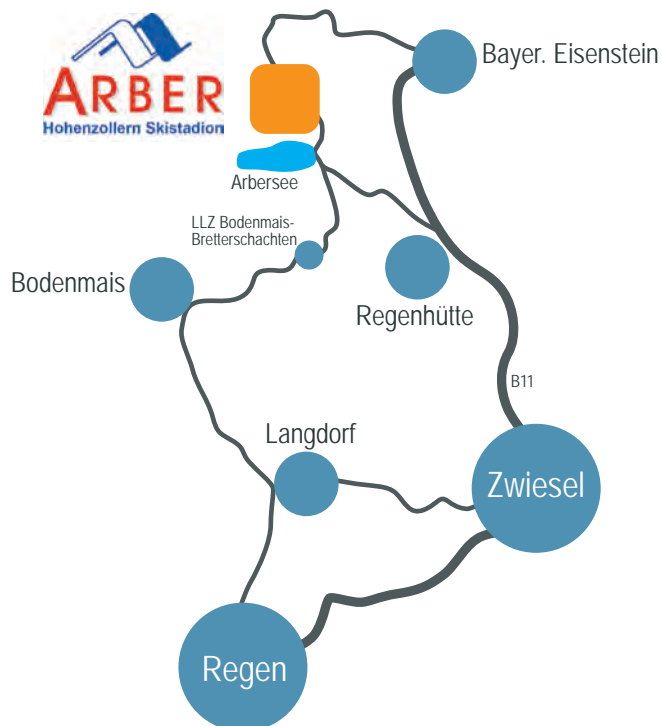 ARBER
Hohenzollern Skistadion
Bayer. Eisenstein
Arbersee
LLZ Bodenmais-
Bretterschachten
Bodenmais
Regenhütte
B11
Langdorf
Zwiesel
Regen